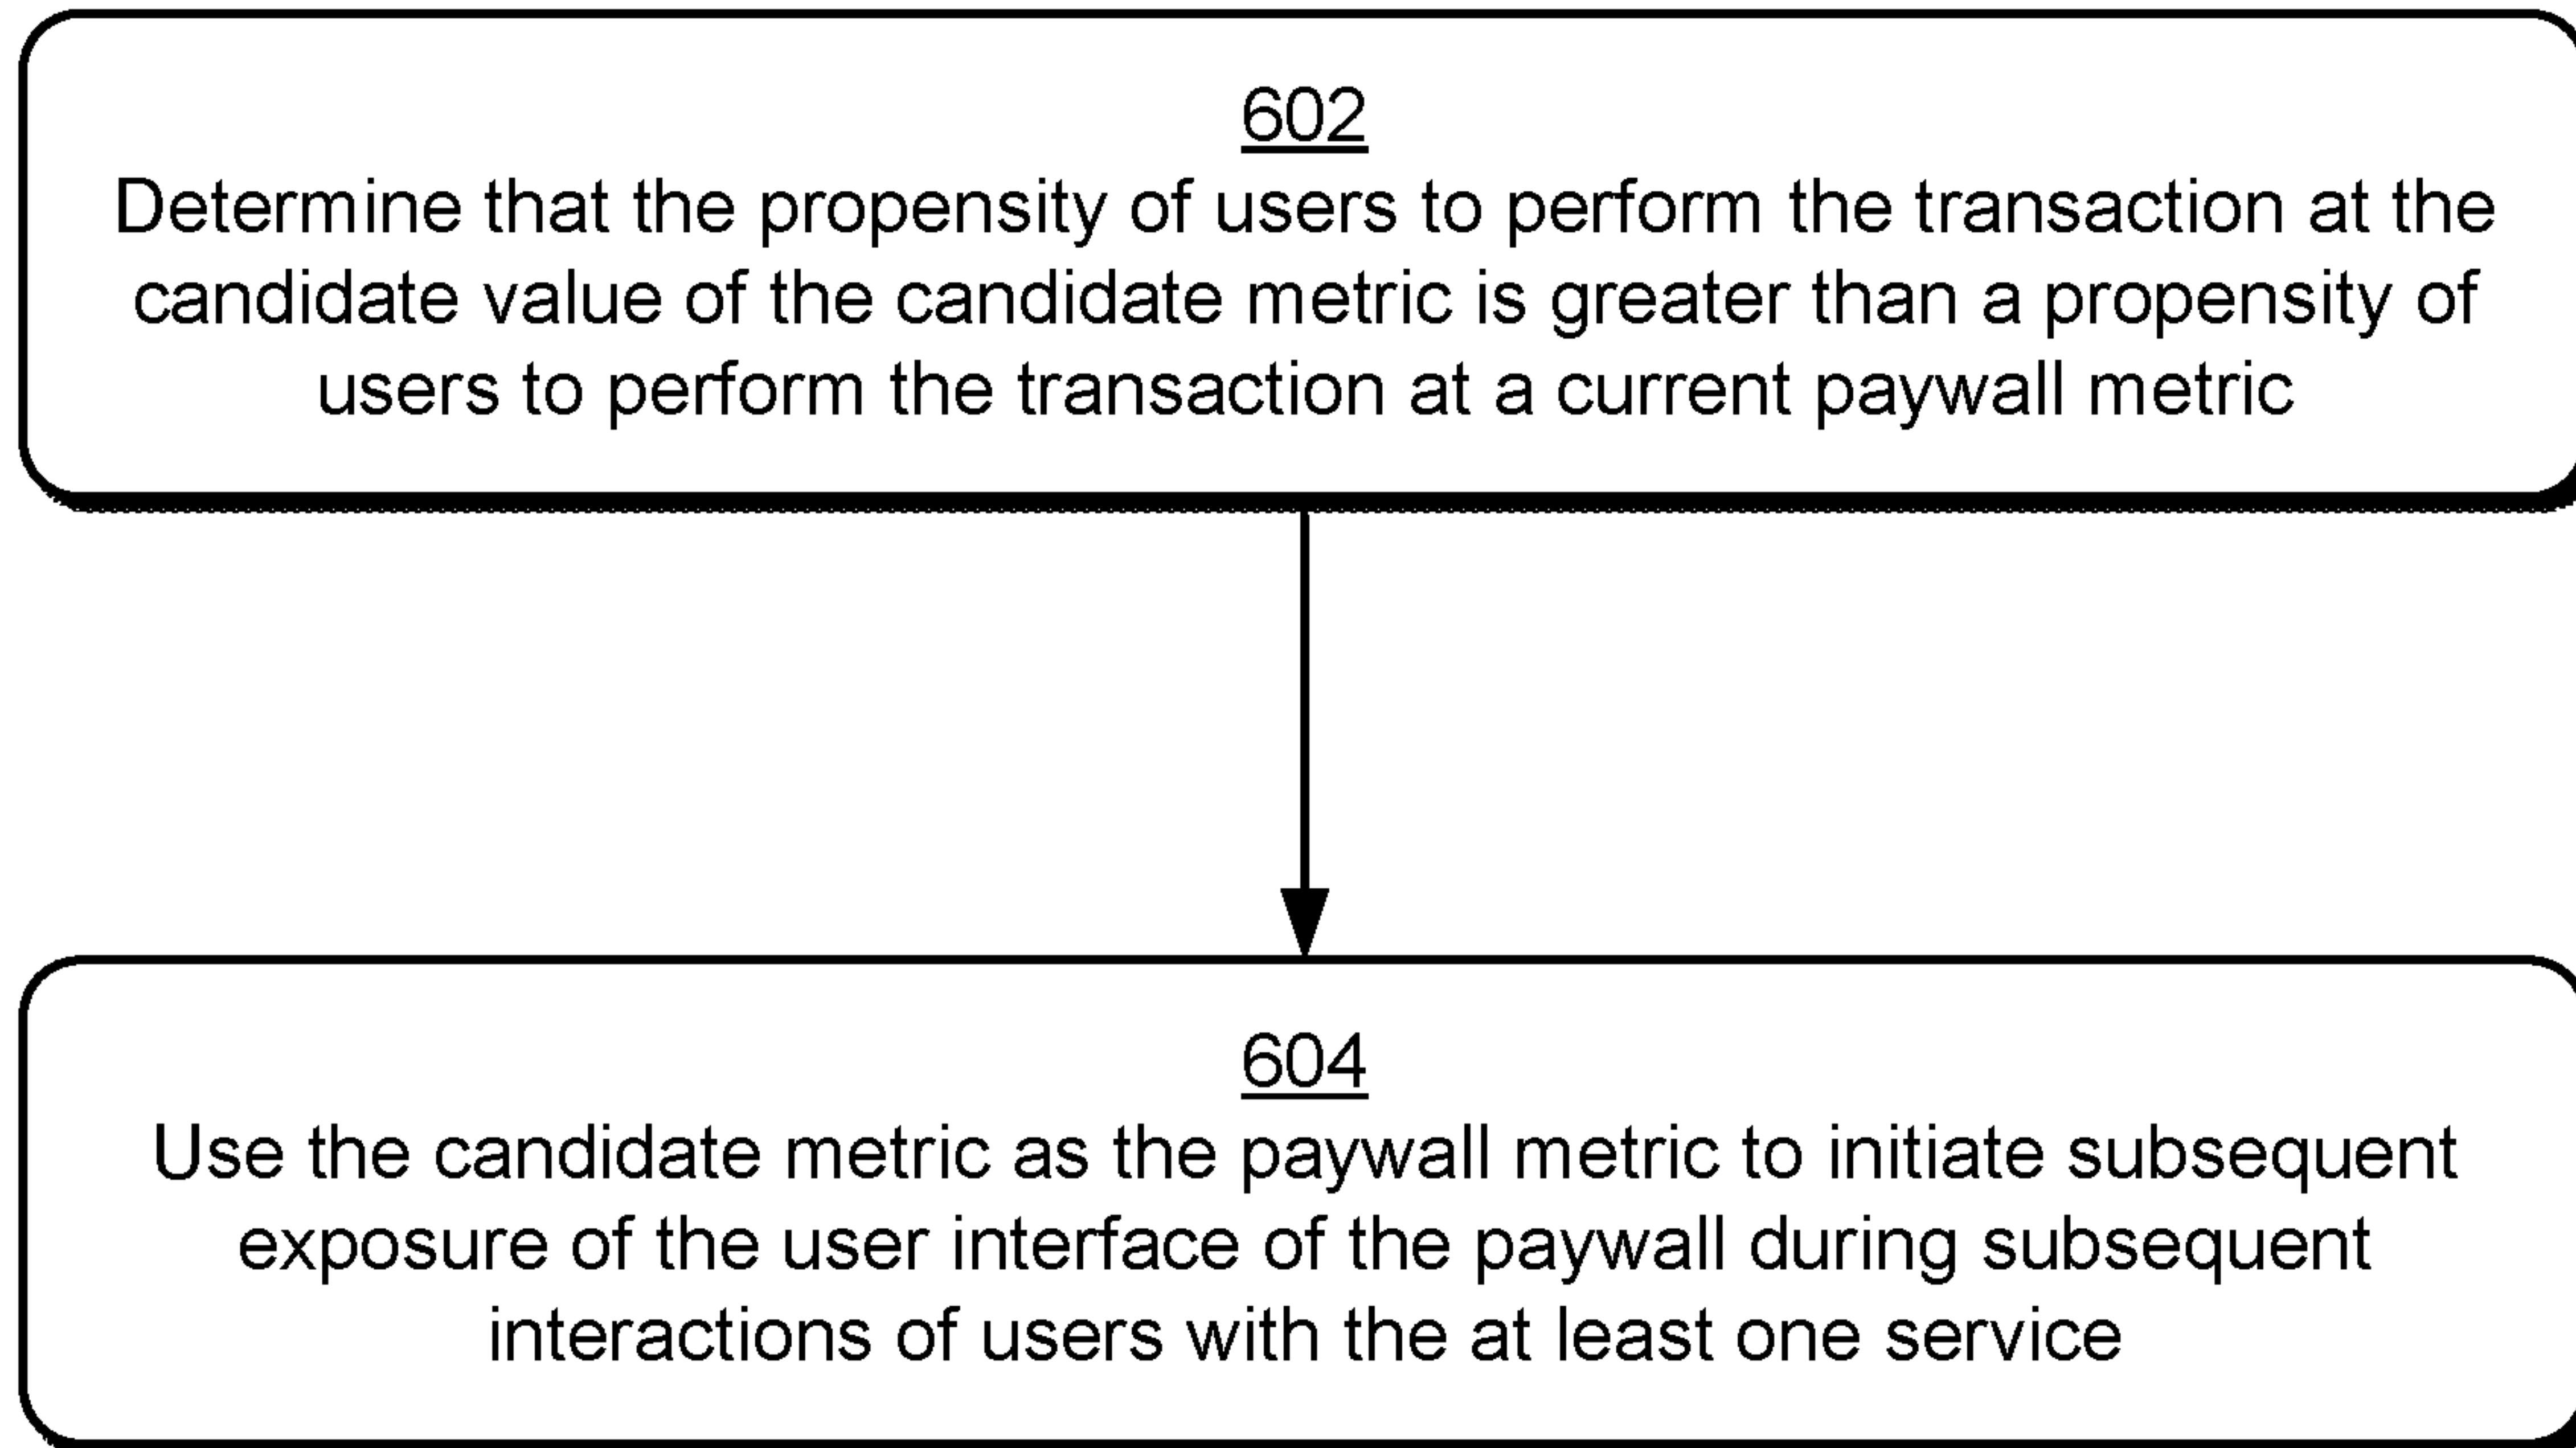 602
Determine that the propensity of users to perform the transaction at the
candidate value of the candidate metric is greater than a propensity of
users to perform the transaction at a current paywall metric
604
Use the candidate metric as the paywall metric to initiate subsequent
exposure of the user interface of the paywall during subsequent
interactions of users with the at least one service